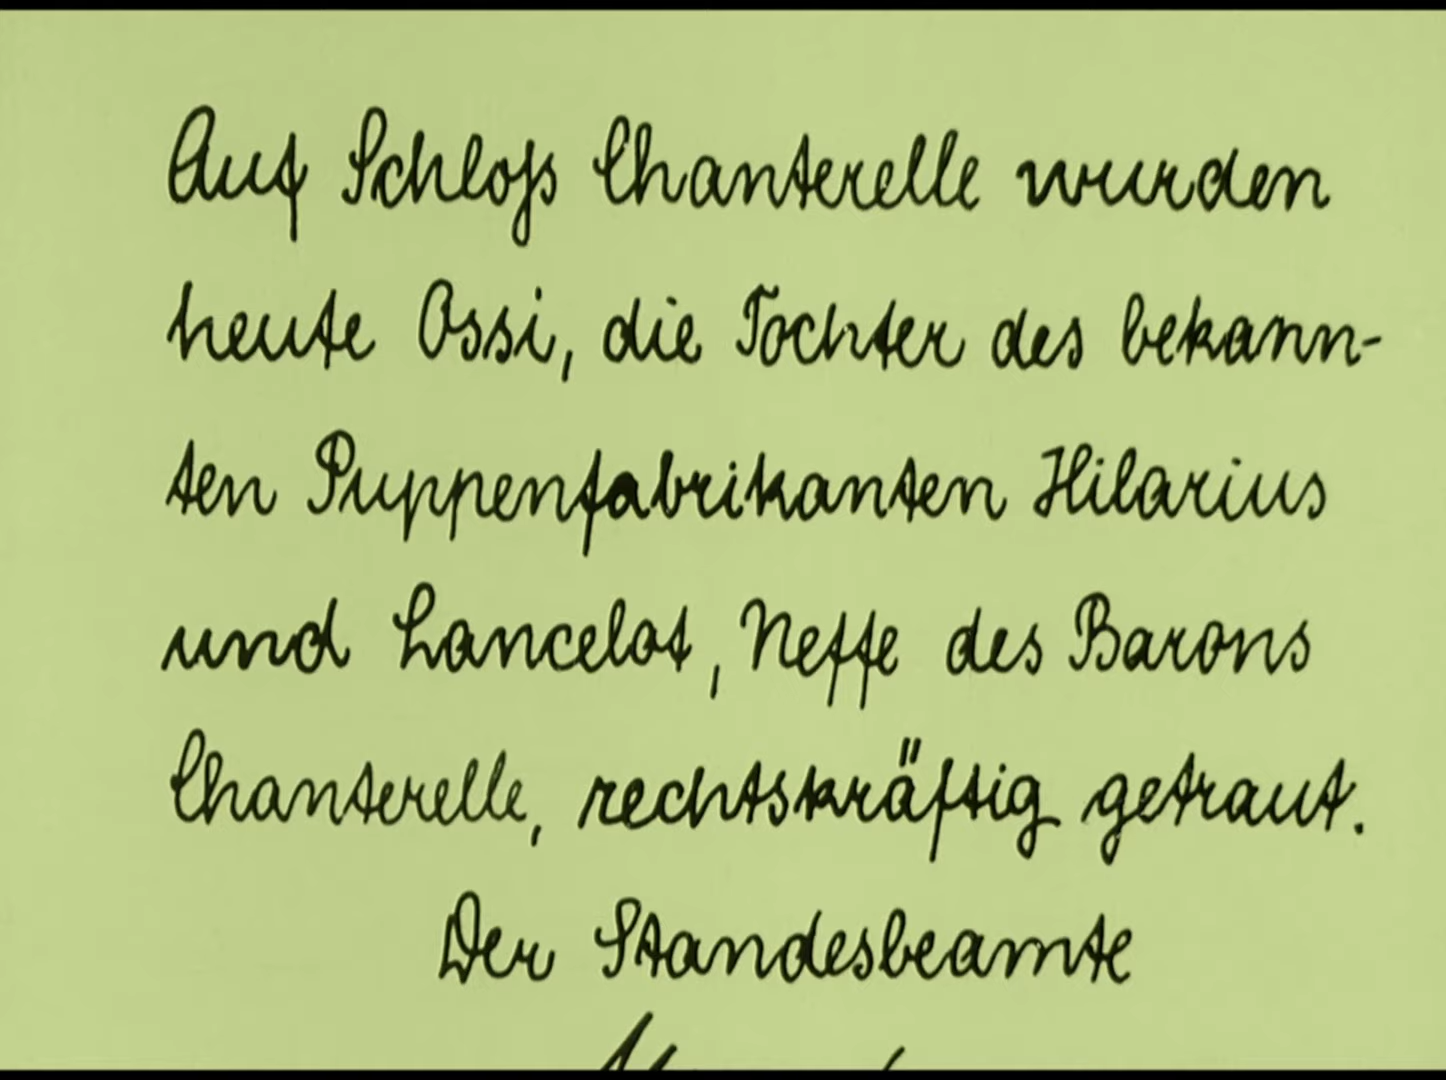 Auf Schloß Chanterelle wurden
heute Ossi, die Tochter des bekann-
ten Puppenfabrikanten Hilarius
und Lancelot, Neffe des Barons
Chanterelle, rechtskräftig getraut.
Der Standesbeamte